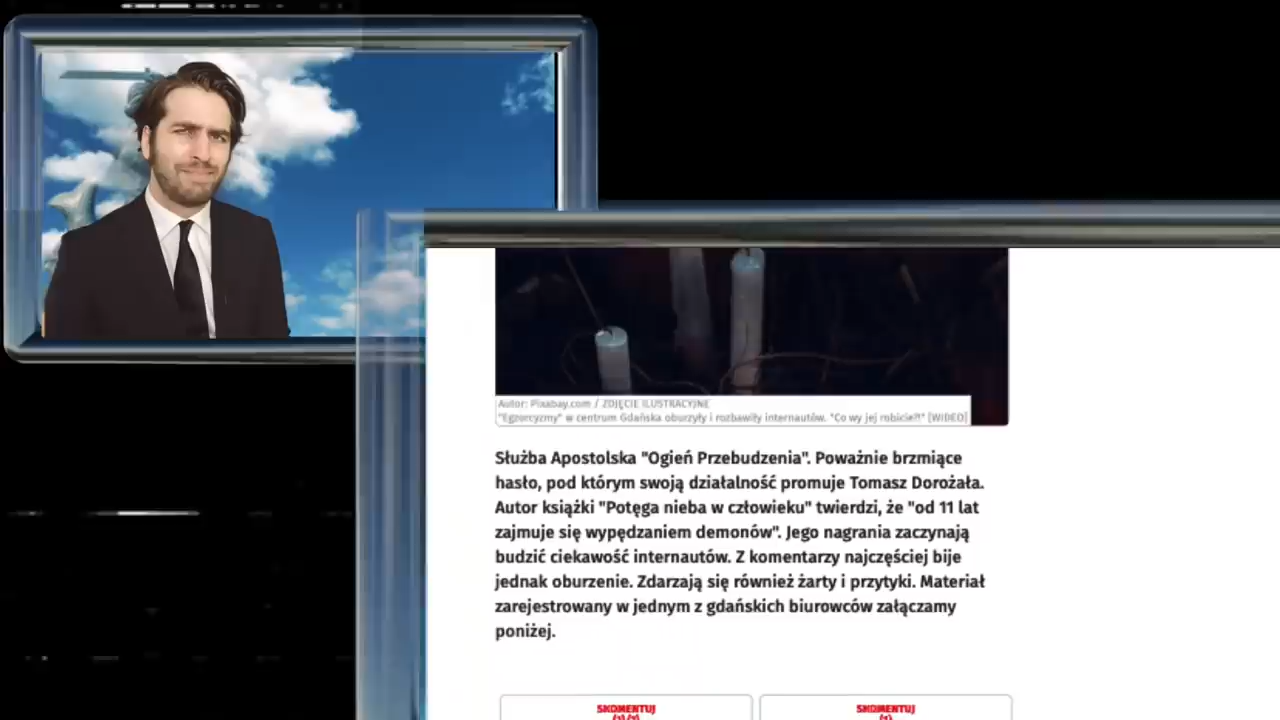 Autor: Pixabay.com / ZDJĘCIE ILUSTRACYJNE
"Egzorcyzmy" w centrum Gdańska oburzyły i rozbawiły internautów. "Co wy jej robicie?!" [WIDEO]
Służba Apostolska "Ogień Przebudzenia". Poważnie brzmiące
hasło, pod którym swoją działalność promuje Tomasz Dorożała.
Autor książki "Potęga nieba w człowieku" twierdzi, że "od 11 lat
zajmuje się wypędzaniem demonów". Jego nagrania zaczynają
budzić ciekawość internautów. Z komentarzy najczęściej bije
jednak oburzenie. Zdarzają się również żarty i przytyki. Materiał
zarejestrowany w jednym z gdańskich biurowców załączamy
poniżej.
SKOMENTUJ
SKOMENTUJ